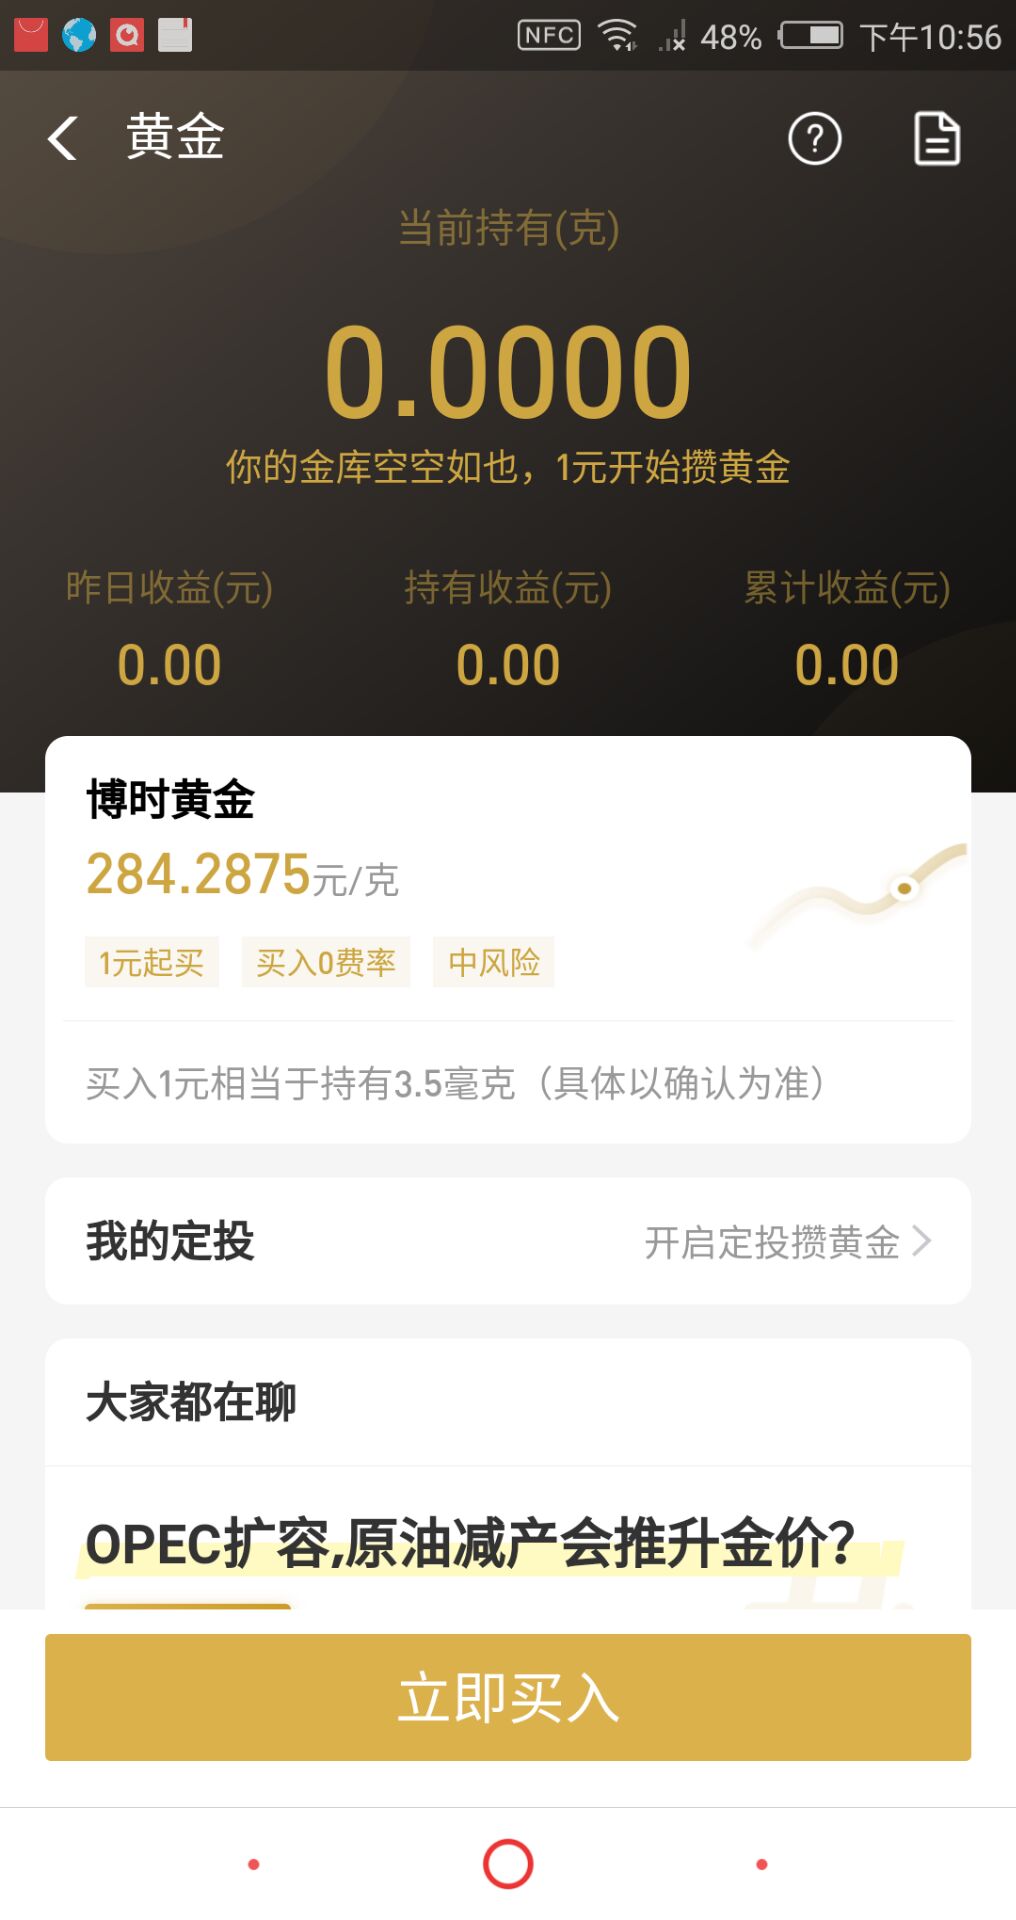 NFC 48% 下午10:56
黄金
当前持有(克)
0.0000
你的金库空空如也，1元开始攒黄金
昨日收益(元) 持有收益(元) 累计收益(元)
0.00 0.00 0.00
博时黄金
284.2875元/克
1元起买 买入0费率 中风险
买入1元相当于持有3.5毫克（具体以确认为准）
我的定投 开启定投攒黄金
大家都在聊
OPEC扩容,原油减产会推升金价?
立即买入